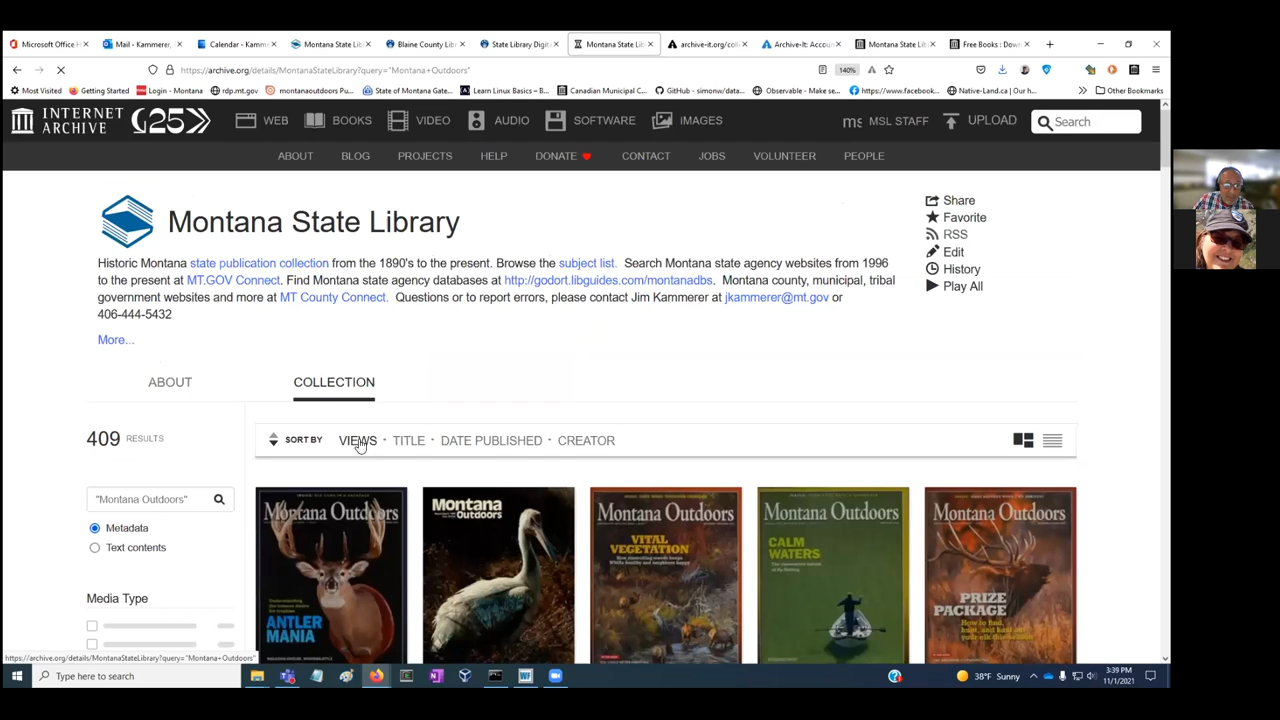 Microsoft Office H
Mail - Kammerer,
Calendar - Kamme
Montana State Lib
Blaine County Lib
State Library Digit
Montana State Lib
archive-it.org/coll
Archive-It: Accou
Montana State Lib
Free Books : Down
https://archive.org/details/MontanaStateLibrary?query="Montana+Outdoors"
140%
Most Visited
Getting Started
Login - Montana
rdp.mt.gov
montanaoutdoors Pu...
State of Montana Gate...
Learn Linux Basics – B...
Canadian Municipal C...
GitHub - simonw/data...
Observable - Make se...
https://www.facebook...
Native-Land.ca | Our h...
Other Bookmarks
INTERNET ARCHIVE
25
WEB
BOOKS
VIDEO
AUDIO
SOFTWARE
IMAGES
ms MSL STAFF
UPLOAD
Search
ABOUT
BLOG
PROJECTS
HELP
DONATE
CONTACT
JOBS
VOLUNTEER
PEOPLE
Montana State Library
Historic Montana state publication collection from the 1890's to the present. Browse the subject list. Search Montana state agency websites from 1996
to the present at MT.GOV Connect. Find Montana state agency databases at http://godort.libguides.com/montanadbs. Montana county, municipal, tribal
government websites and more at MT County Connect. Questions or to report errors, please contact Jim Kammerer at jkammerer@mt.gov or
406-444-5432
More...
Share
Favorite
RSS
Edit
History
Play All
ABOUT
COLLECTION
409 RESULTS
SORT BY
VIEWS · TITLE · DATE PUBLISHED · CREATOR
"Montana Outdoors"
Metadata
Text contents
Media Type
Montana Outdoors
ANTLER
MANIA
Montana
Outdoors
Montana Outdoors
VITAL
VEGETATION
Montana Outdoors
CALM
WATERS
Montana Outdoors
PRIZE
PACKAGE
https://archive.org/details/MontanaStateLibrary?query="Montana+Outdoors"
Type here to search
38°F Sunny
3:39 PM
11/1/2021